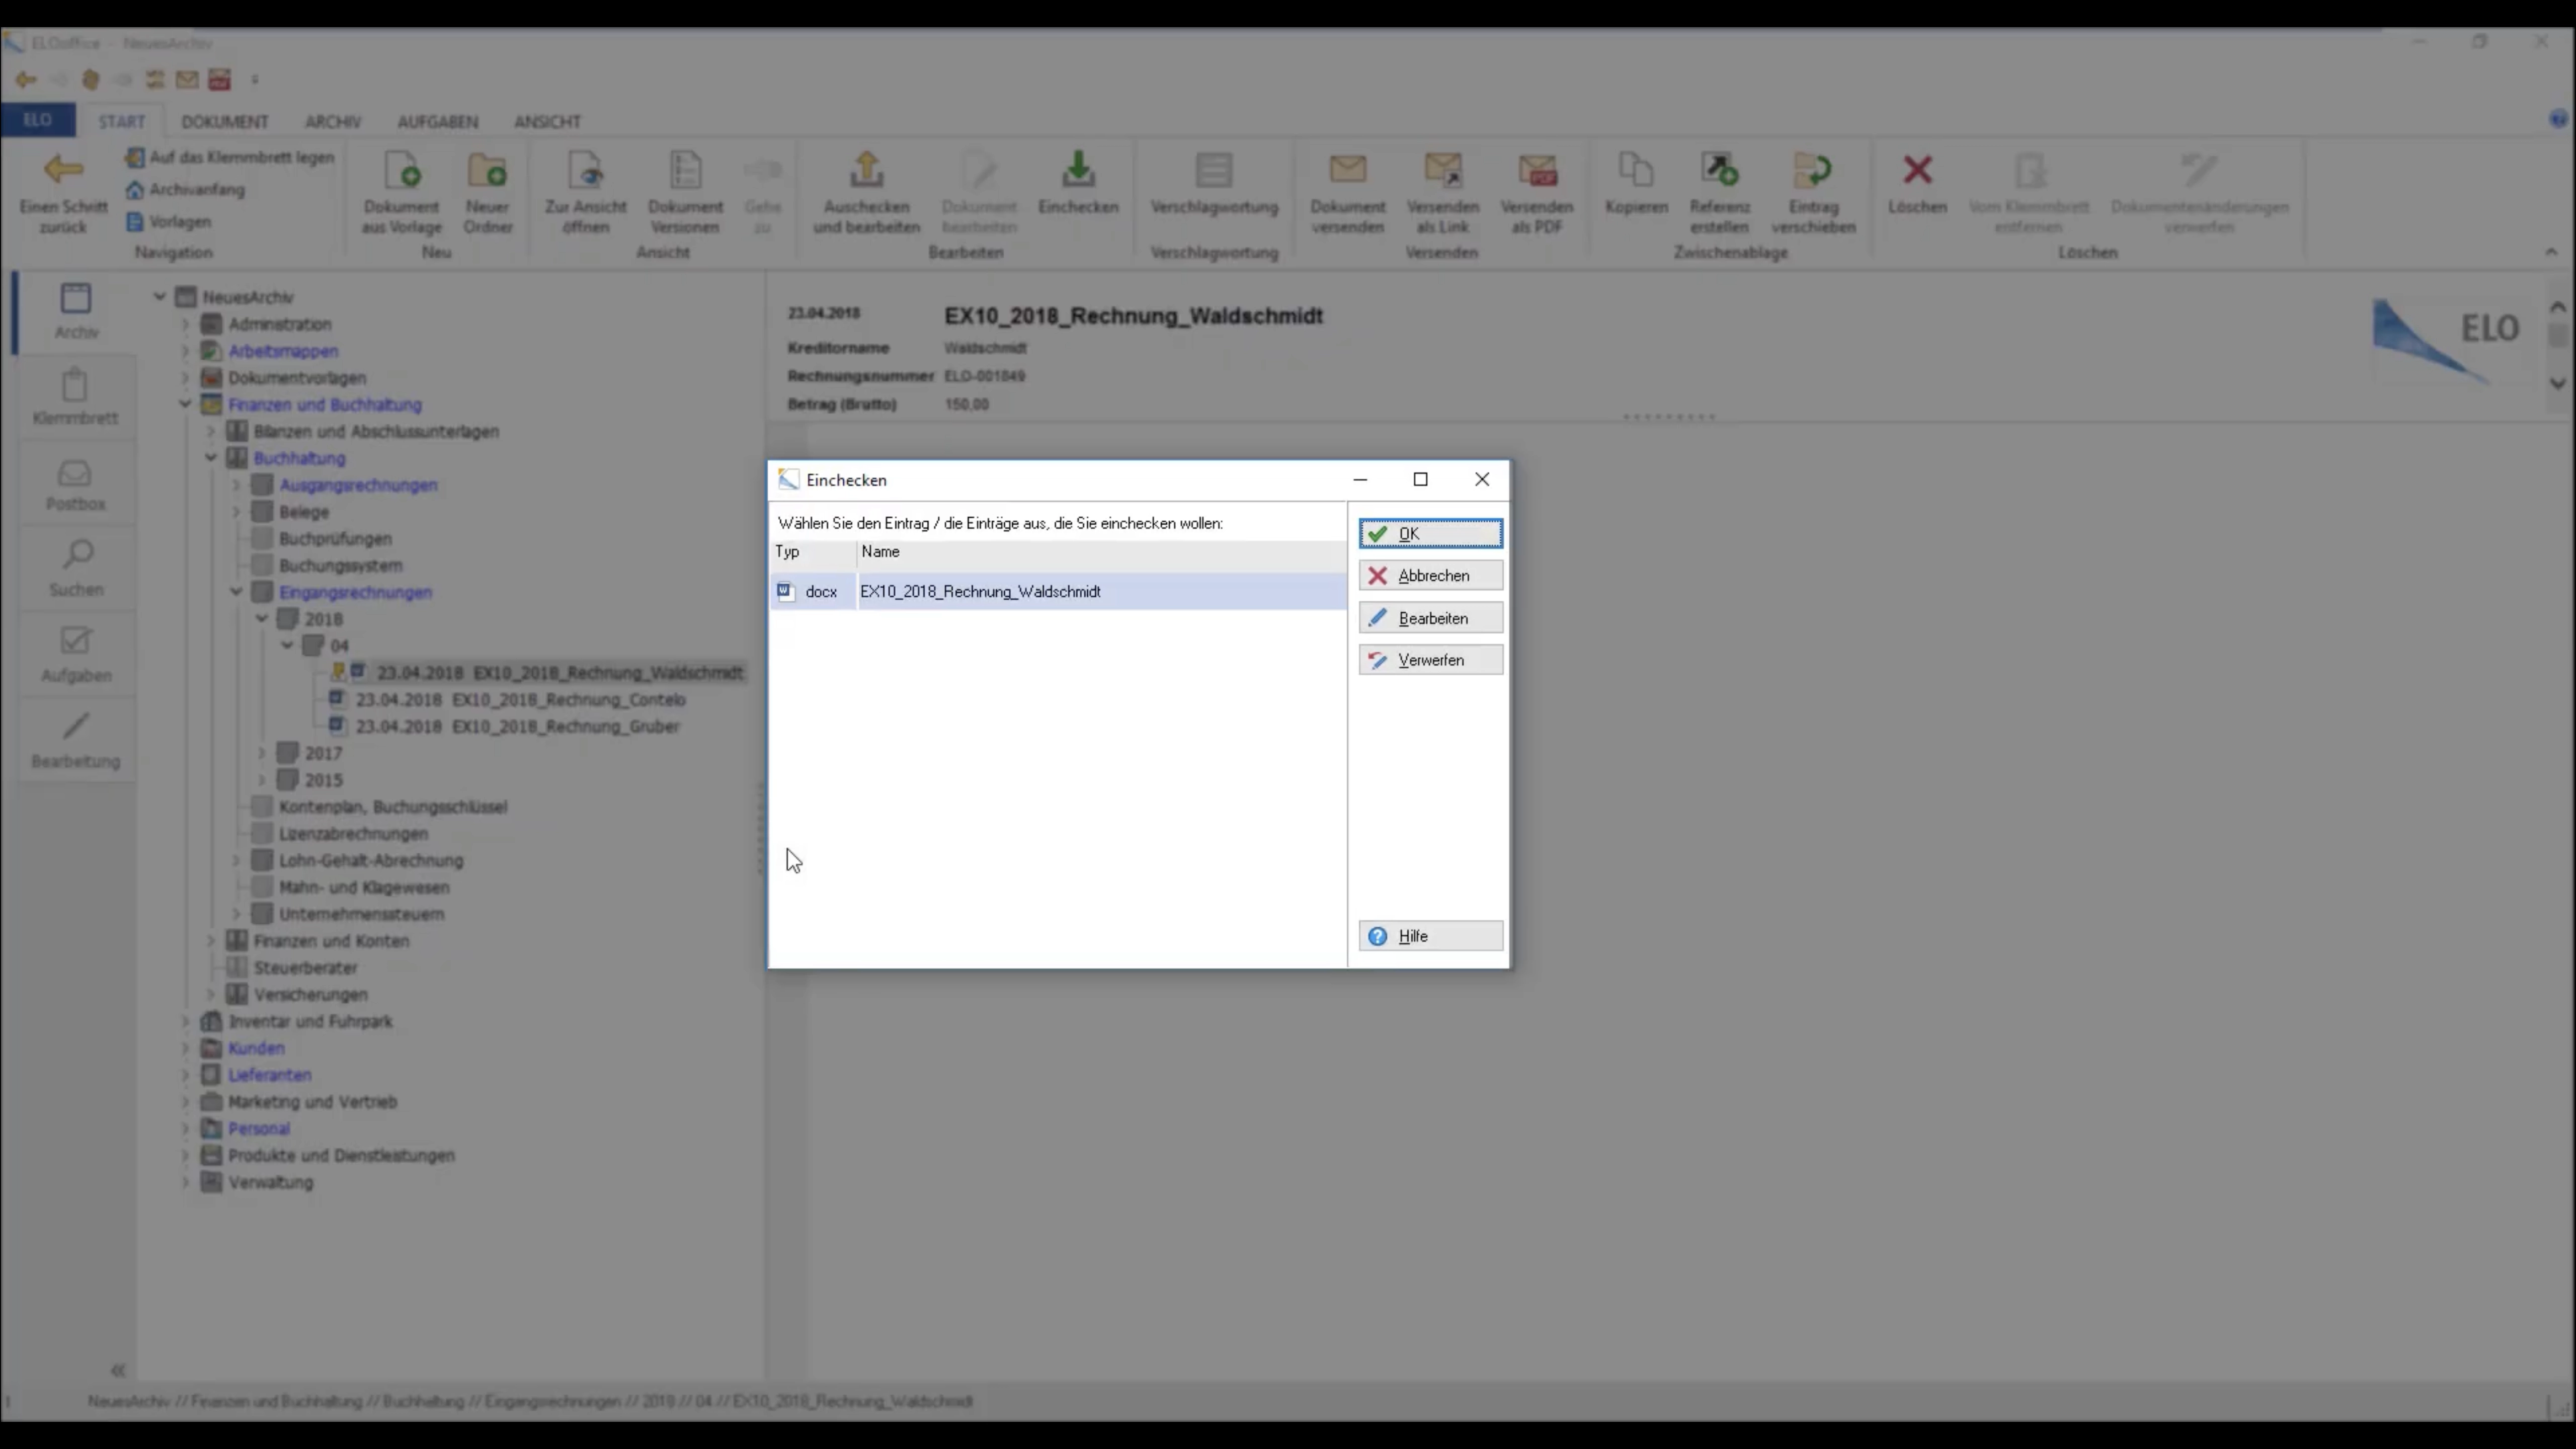 ELOoffice - NeuesArchiv
ELO START DOKUMENT ARCHIV AUFGABEN ANSICHT
Einen Schritt zurück
Auf das Klemmbrett legen
Archivanfang
Vorlagen
Navigation
Dokument aus Vorlage
Neuer Ordner
Neu
Zur Ansicht öffnen
Dokument Versionen
Gehe zu
Ansicht
Auschecken und bearbeiten
Dokument bearbeiten
Einchecken
Bearbeiten
Verschlagwortung
Verschlagwortung
Dokument versenden
Versenden als Link
PDF
Versenden als PDF
Versenden
Kopieren
Referenz erstellen
Eintrag verschieben
Zwischenablage
Löschen
Vom Klemmbrett entfernen
Dokumentenänderungen verwerfen
Löschen
Archiv
Klemmbrett
Postbox
Suchen
Aufgaben
Bearbeitung
NeuesArchiv
Administration
Arbeitsmappen
Dokumentvorlagen
Finanzen und Buchhaltung
Bilanzen und Abschlussunterlagen
Buchhaltung
Ausgangsrechnungen
Belege
Buchprüfungen
Buchungssystem
Eingangsrechnungen
2018
04
23.04.2018 EX10_2018_Rechnung_Waldschmidt
23.04.2018 EX10_2018_Rechnung_Contelo
23.04.2018 EX10_2018_Rechnung_Gruber
2017
2015
Kontenplan, Buchungsschlüssel
Lizenzabrechnungen
Lohn-Gehalt-Abrechnung
Mahn- und Klagewesen
Unternehmenssteuern
Finanzen und Konten
Steuerberater
Versicherungen
Inventar und Fuhrpark
Kunden
Lieferanten
Marketing und Vertrieb
Personal
Produkte und Dienstleistungen
Verwaltung
23.04.2018 EX10_2018_Rechnung_Waldschmidt
Kreditorname Waldschmidt
Rechnungsnummer ELO-001849
Betrag (Brutto) 150,00
ELO
Einchecken
Wählen Sie den Eintrag / die Einträge aus, die Sie einchecken wollen:
Typ Name
docx EX10_2018_Rechnung_Waldschmidt
OK
Abbrechen
Bearbeiten
Verwerfen
Hilfe
NeuesArchiv // Finanzen und Buchhaltung // Buchhaltung // Eingangsrechnungen // 2018 // 04 // EX10_2018_Rechnung_Waldschmidt